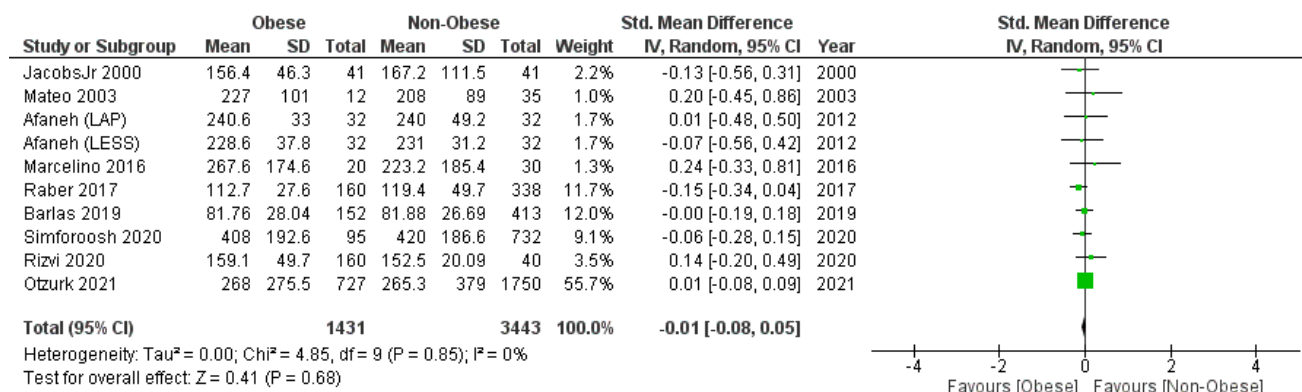 Obese Non-Obese Std. Mean Difference Std. Mean Difference
Study or Subgroup Mean SD Total Mean SD Total Weight IV, Random, 95% CI Year IV, Random, 95% CI
JacobsJr 2000 156.4 46.3 41 167.2 111.5 41 2.2% -0.13 [-0.56, 0.31] 2000
Mateo 2003 227 101 12 208 89 35 1.0% 0.20 [-0.45, 0.86] 2003
Afaneh (LAP) 240.6 33 32 240 49.2 32 1.7% 0.01 [-0.48, 0.50] 2012
Afaneh (LESS) 228.6 37.8 32 231 31.2 32 1.7% -0.07 [-0.56, 0.42] 2012
Marcelino 2016 267.6 174.6 20 223.2 185.4 30 1.3% 0.24 [-0.33, 0.81] 2016
Raber 2017 112.7 27.6 160 119.4 49.7 338 11.7% -0.15 [-0.34, 0.04] 2017
Barlas 2019 81.76 28.04 152 81.88 26.69 413 12.0% -0.00 [-0.19, 0.18] 2019
Simforoosh 2020 408 192.6 95 420 186.6 732 9.1% -0.06 [-0.28, 0.15] 2020
Rizvi 2020 159.1 49.7 160 152.5 20.09 40 3.5% 0.14 [-0.20, 0.49] 2020
Otzurk 2021 268 275.5 727 265.3 379 1750 55.7% 0.01 [-0.08, 0.09] 2021
Total (95% CI) 1431 3443 100.0% -0.01 [-0.08, 0.05]
Heterogeneity: Tau² = 0.00; Chi² = 4.85, df = 9 (P = 0.85); I² = 0%
Test for overall effect: Z = 0.41 (P = 0.68)
-4 -2 0 2 4
Favours [Obese] Favours [Non-Obese]